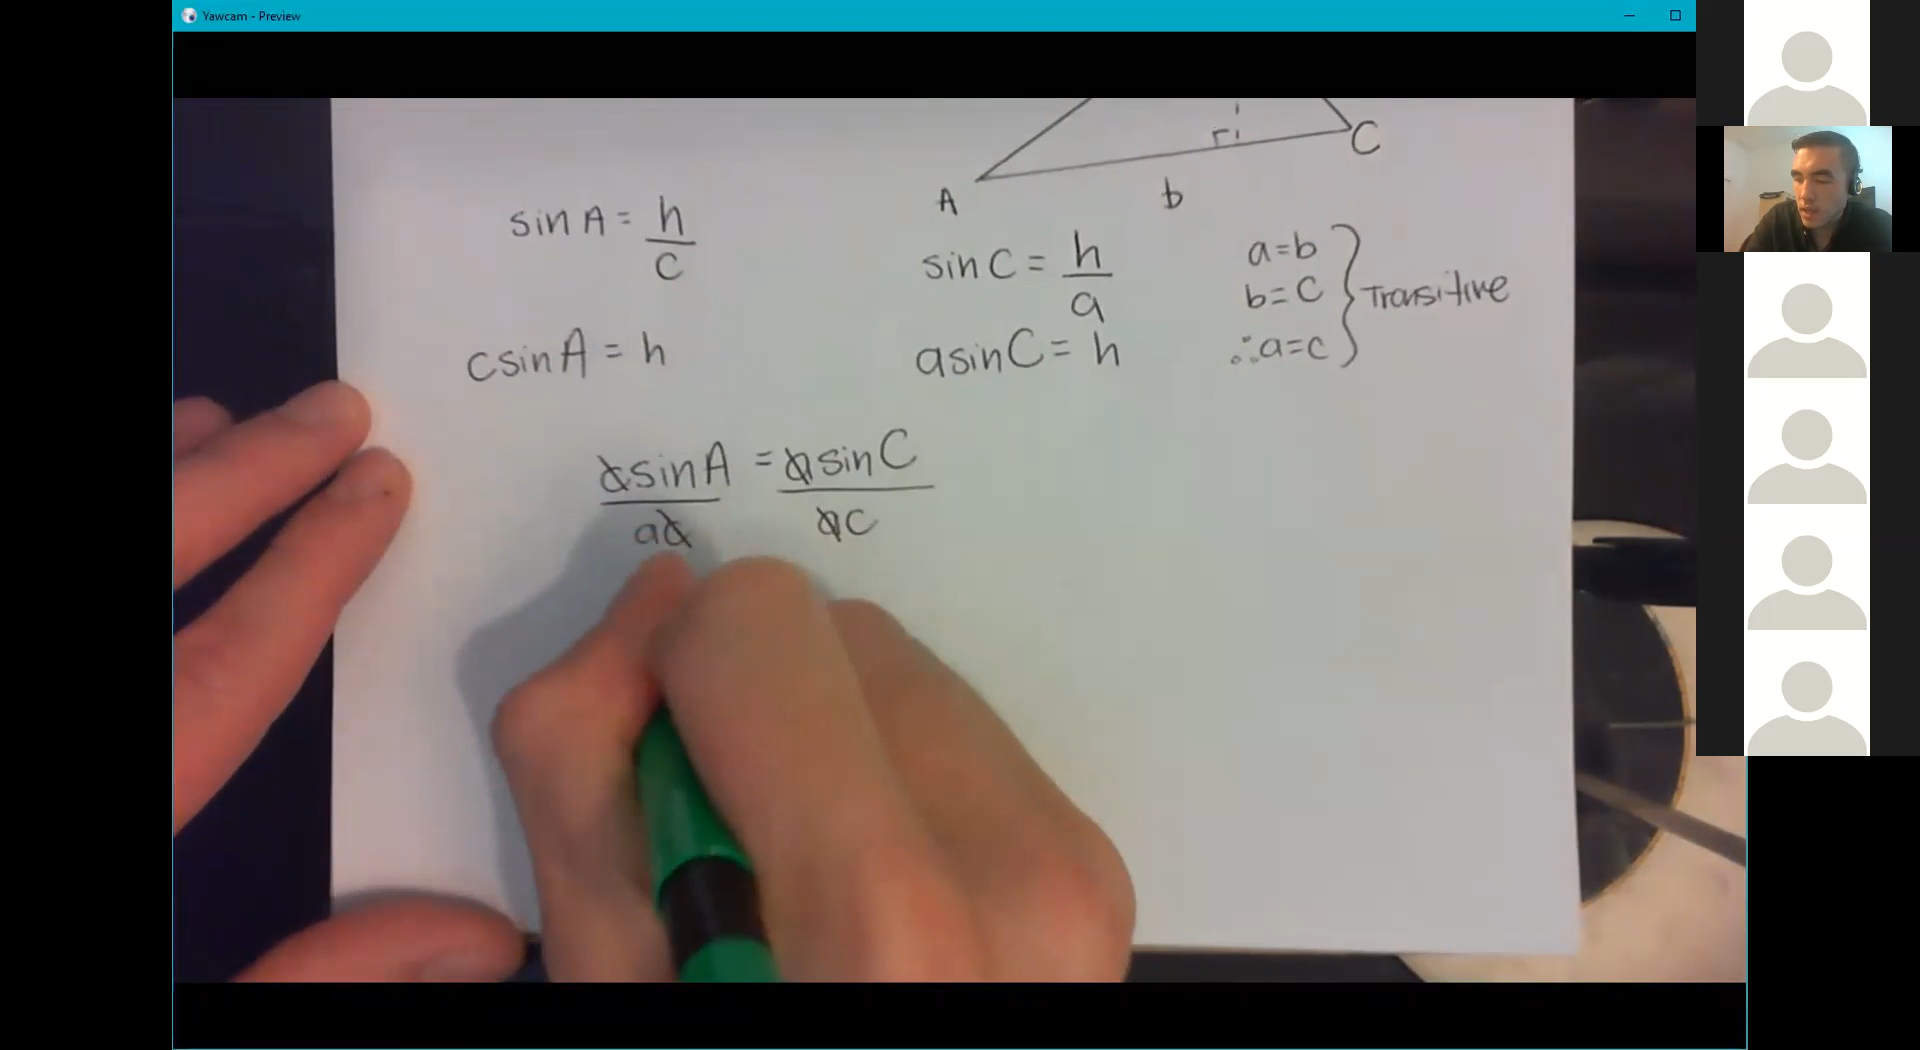 Yawcam - Preview
C
A
b
sin A = h/c
sin C = h/a
a = b
b = c
∴ a = c
Transitive
c sin A = h
a sin C = h
c sin A / ac = a sin C / ac